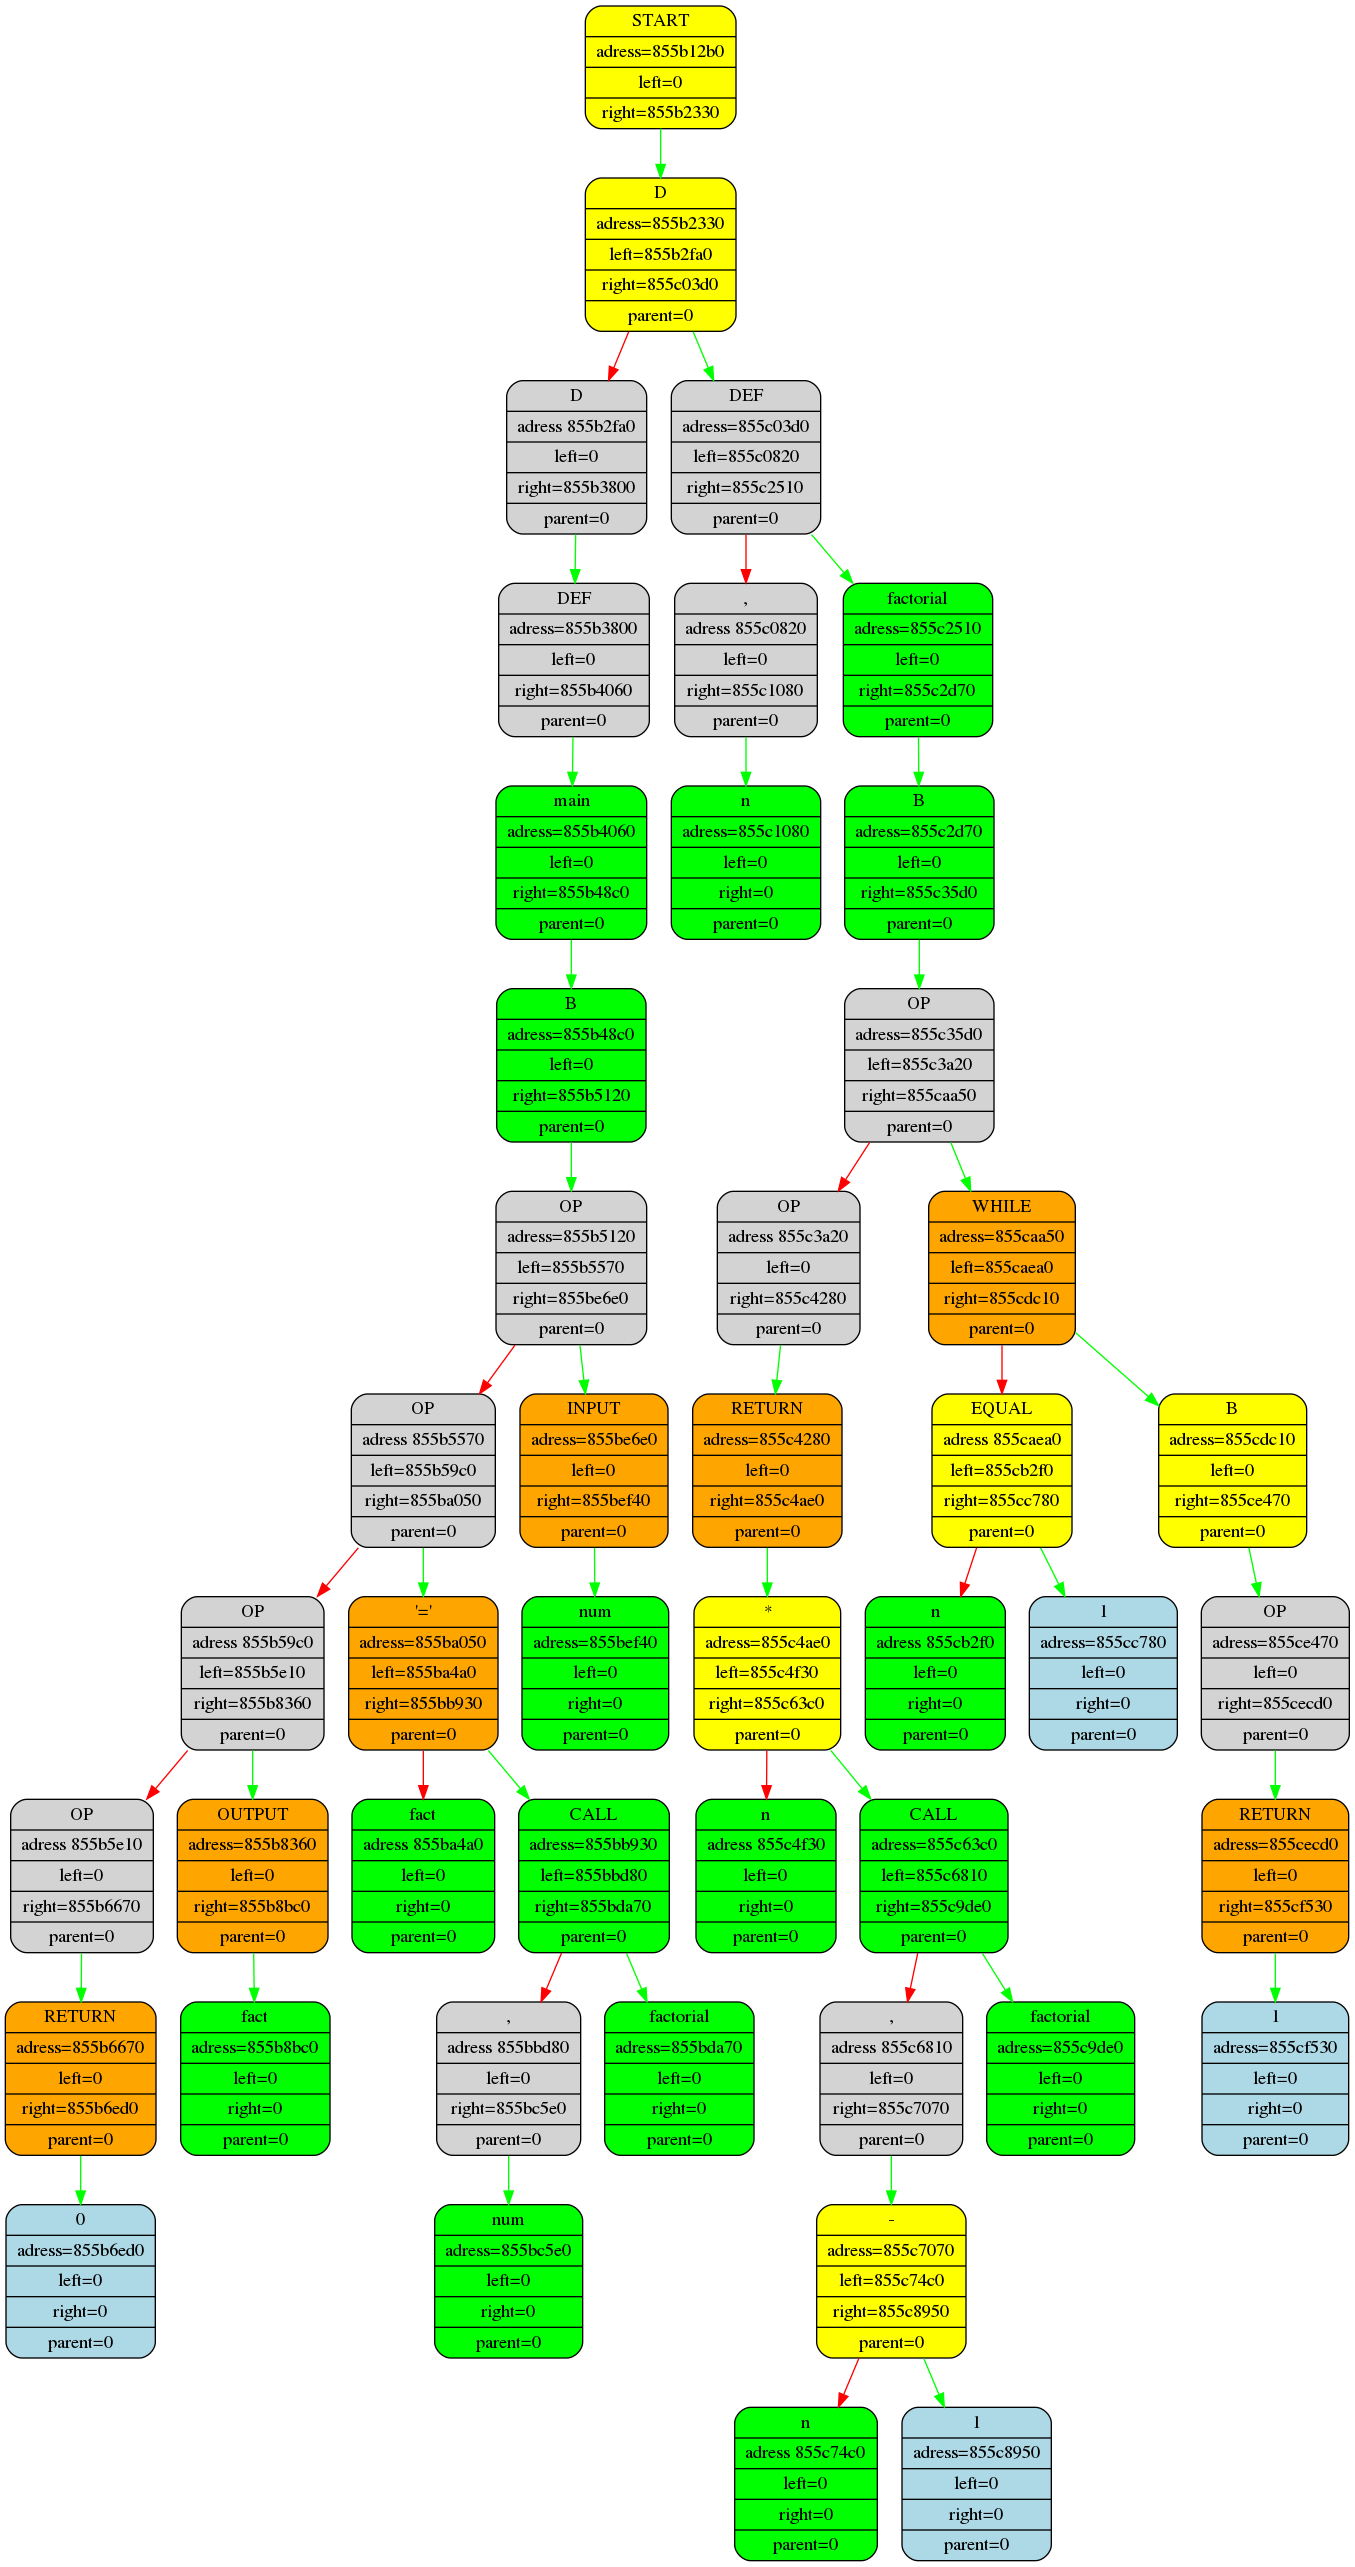 START
adress=855b12b0
left=0
right=855b2330
D
adress=855b2330
left=855b2fa0
right=855c03d0
parent=0
D
adress 855b2fa0
left=0
right=855b3800
parent=0
DEF
adress=855c03d0
left=855c0820
right=855c2510
parent=0
DEF
adress=855b3800
left=0
right=855b4060
parent=0
,
adress 855c0820
left=0
right=855c1080
parent=0
factorial
adress=855c2510
left=0
right=855c2d70
parent=0
main
adress=855b4060
left=0
right=855b48c0
parent=0
n
adress=855c1080
left=0
right=0
parent=0
B
adress=855c2d70
left=0
right=855c35d0
parent=0
B
adress=855b48c0
left=0
right=855b5120
parent=0
OP
adress=855c35d0
left=855c3a20
right=855caa50
parent=0
OP
adress=855b5120
left=855b5570
right=855be6e0
parent=0
OP
adress 855c3a20
left=0
right=855c4280
parent=0
WHILE
adress=855caa50
left=855caea0
right=855cdc10
parent=0
OP
adress 855b5570
left=855b59c0
right=855ba050
parent=0
INPUT
adress=855be6e0
left=0
right=855bef40
parent=0
RETURN
adress=855c4280
left=0
right=855c4ae0
parent=0
EQUAL
adress 855caea0
left=855cb2f0
right=855cc780
parent=0
B
adress=855cdc10
left=0
right=855ce470
parent=0
OP
adress 855b59c0
left=855b5e10
right=855b8360
parent=0
'='
adress=855ba050
left=855ba4a0
right=855bb930
parent=0
num
adress=855bef40
left=0
right=0
parent=0
*
adress=855c4ae0
left=855c4f30
right=855c63c0
parent=0
n
adress 855cb2f0
left=0
right=0
parent=0
1
adress=855cc780
left=0
right=0
parent=0
OP
adress=855ce470
left=0
right=855cecd0
parent=0
OP
adress 855b5e10
left=0
right=855b6670
parent=0
OUTPUT
adress=855b8360
left=0
right=855b8bc0
parent=0
fact
adress 855ba4a0
left=0
right=0
parent=0
CALL
adress=855bb930
left=855bbd80
right=855bda70
parent=0
n
adress 855c4f30
left=0
right=0
parent=0
CALL
adress=855c63c0
left=855c6810
right=855c9de0
parent=0
RETURN
adress=855cecd0
left=0
right=855cf530
parent=0
RETURN
adress=855b6670
left=0
right=855b6ed0
parent=0
fact
adress=855b8bc0
left=0
right=0
parent=0
,
adress 855bbd80
left=0
right=855bc5e0
parent=0
factorial
adress=855bda70
left=0
right=0
parent=0
,
adress 855c6810
left=0
right=855c7070
parent=0
factorial
adress=855c9de0
left=0
right=0
parent=0
1
adress=855cf530
left=0
right=0
parent=0
0
adress=855b6ed0
left=0
right=0
parent=0
num
adress=855bc5e0
left=0
right=0
parent=0
-
adress=855c7070
left=855c74c0
right=855c8950
parent=0
n
adress 855c74c0
left=0
right=0
parent=0
1
adress=855c8950
left=0
right=0
parent=0